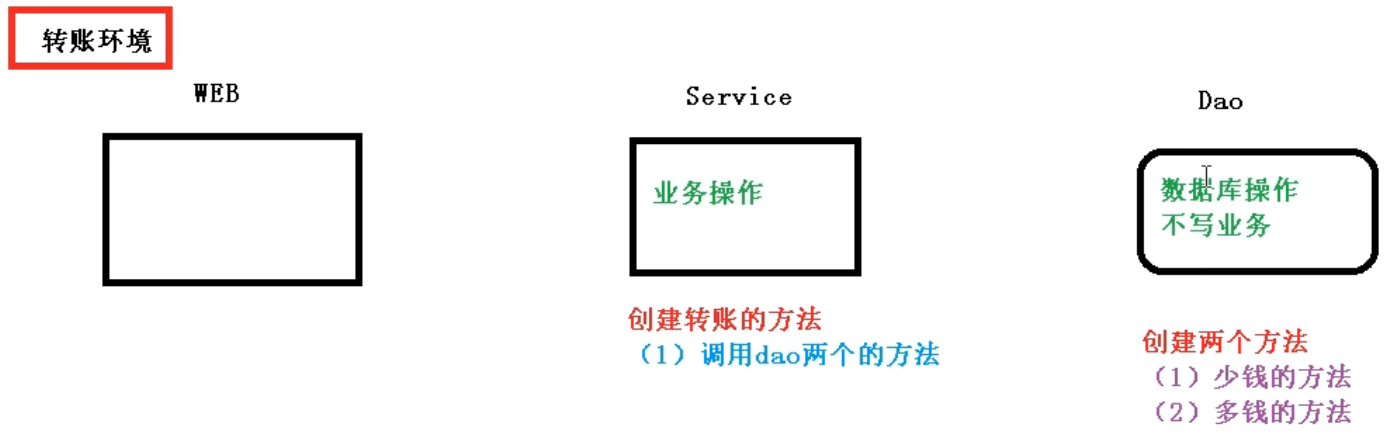 转账环境
WEB
Service
Dao
业务操作
数据库操作
不写业务
创建转账的方法
（1）调用dao两个的方法
创建两个方法
（1）少钱的方法
（2）多钱的方法